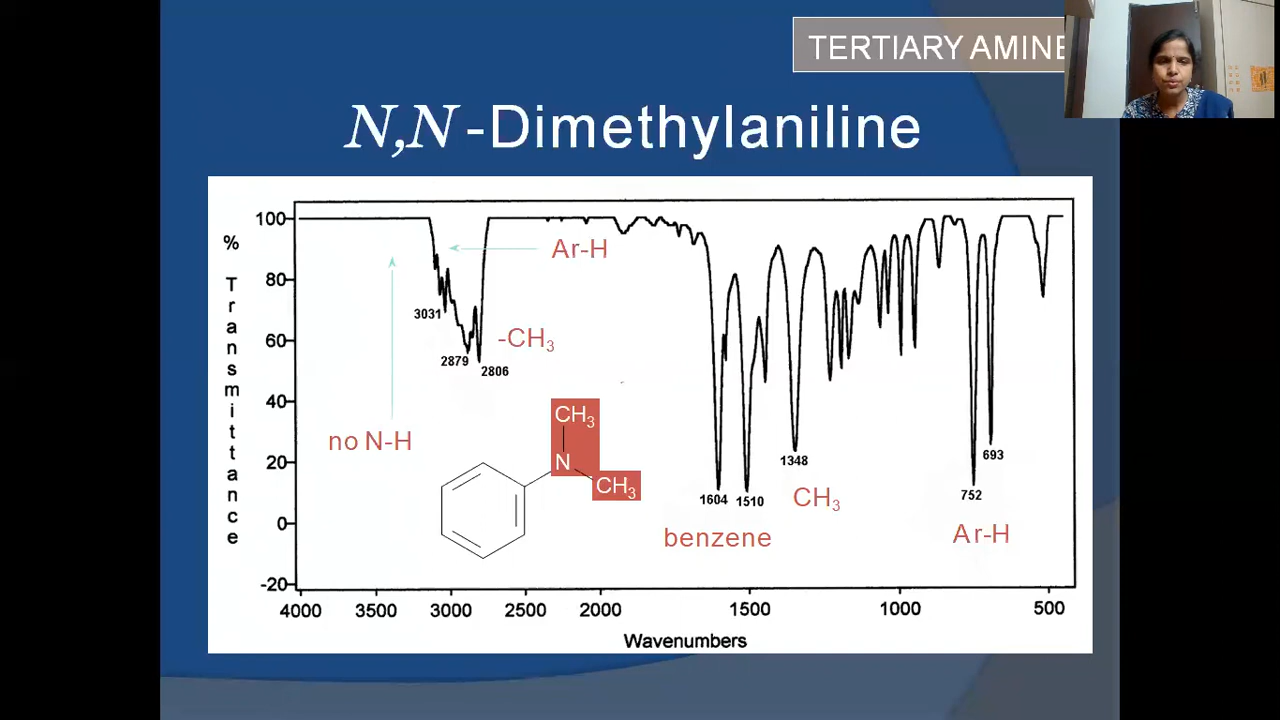 TERTIARY AMINE
N,N-Dimethylaniline
%
Transmittance
100
80
60
40
20
0
-20
4000 3500 3000 2500 2000 1500 1000 500
Wavenumbers
Ar-H
3031
-CH3
2879
2806
no N-H
CH3
N
CH3
1604 1510
benzene
1348
CH3
693
752
Ar-H